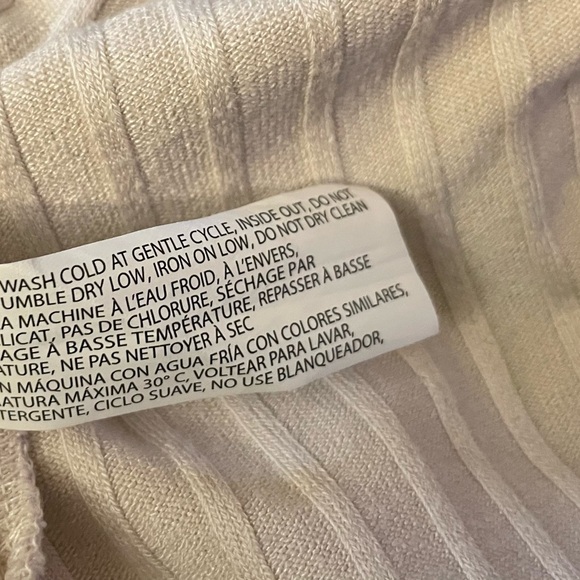 WASH COLD AT GENTLE CYCLE, INSIDE OUT, DO NOT
UMBLE DRY LOW, IRON ON LOW, DO NOT DRY CLEAN
A MACHINE À L'EAU FROID, À L'ENVERS,
LICAT, PAS DE CHLORURE, SÉCHAGE PAR
AGE À BASSE TEMPÉRATURE, REPASSER À BASSE
ATURE, NE PAS NETTOYER À SEC
N MÁQUINA CON AGUA FRÍA CON COLORES SIMILARES,
ATURA MÁXIMA 30° C, VOLTEAR PARA LAVAR,
TERGENTE, CICLO SUAVE, NO USE BLANQUEADOR,